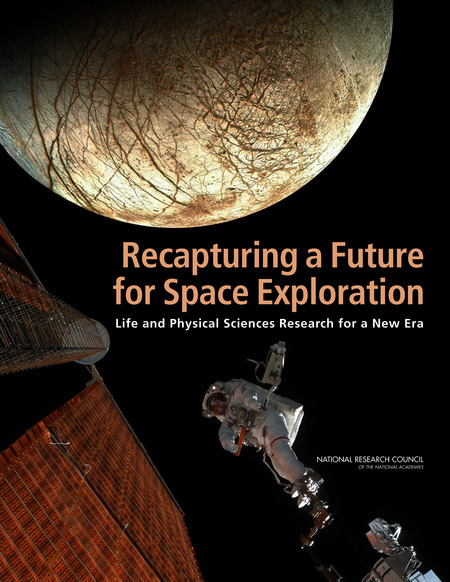 Recapturing a Future
for Space Exploration
Life and Physical Sciences Research for a New Era
NATIONAL RESEARCH COUNCIL
OF THE NATIONAL ACADEMIES